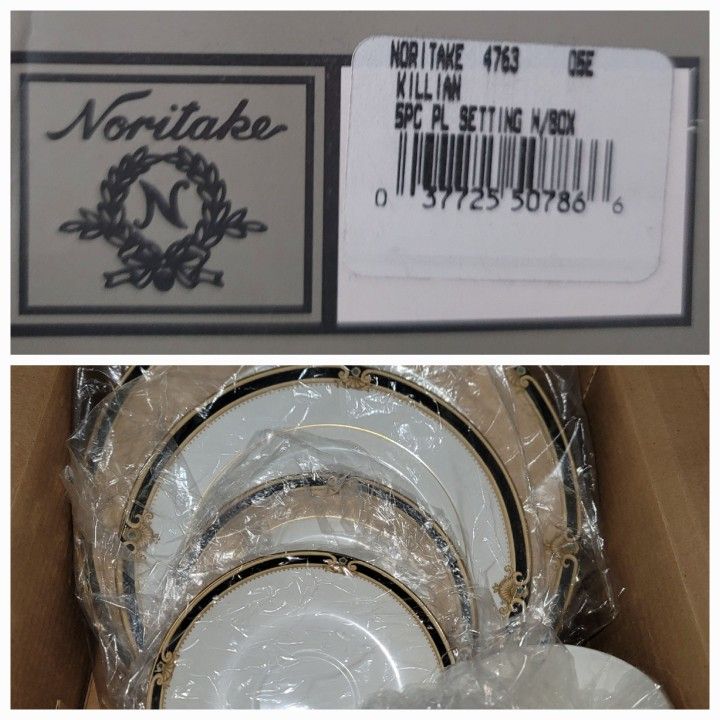 Noritake
N
NORITAKE 4763 05E
KILLIAN
5PC PL SETTING N/BOX
0 37725 50786 6